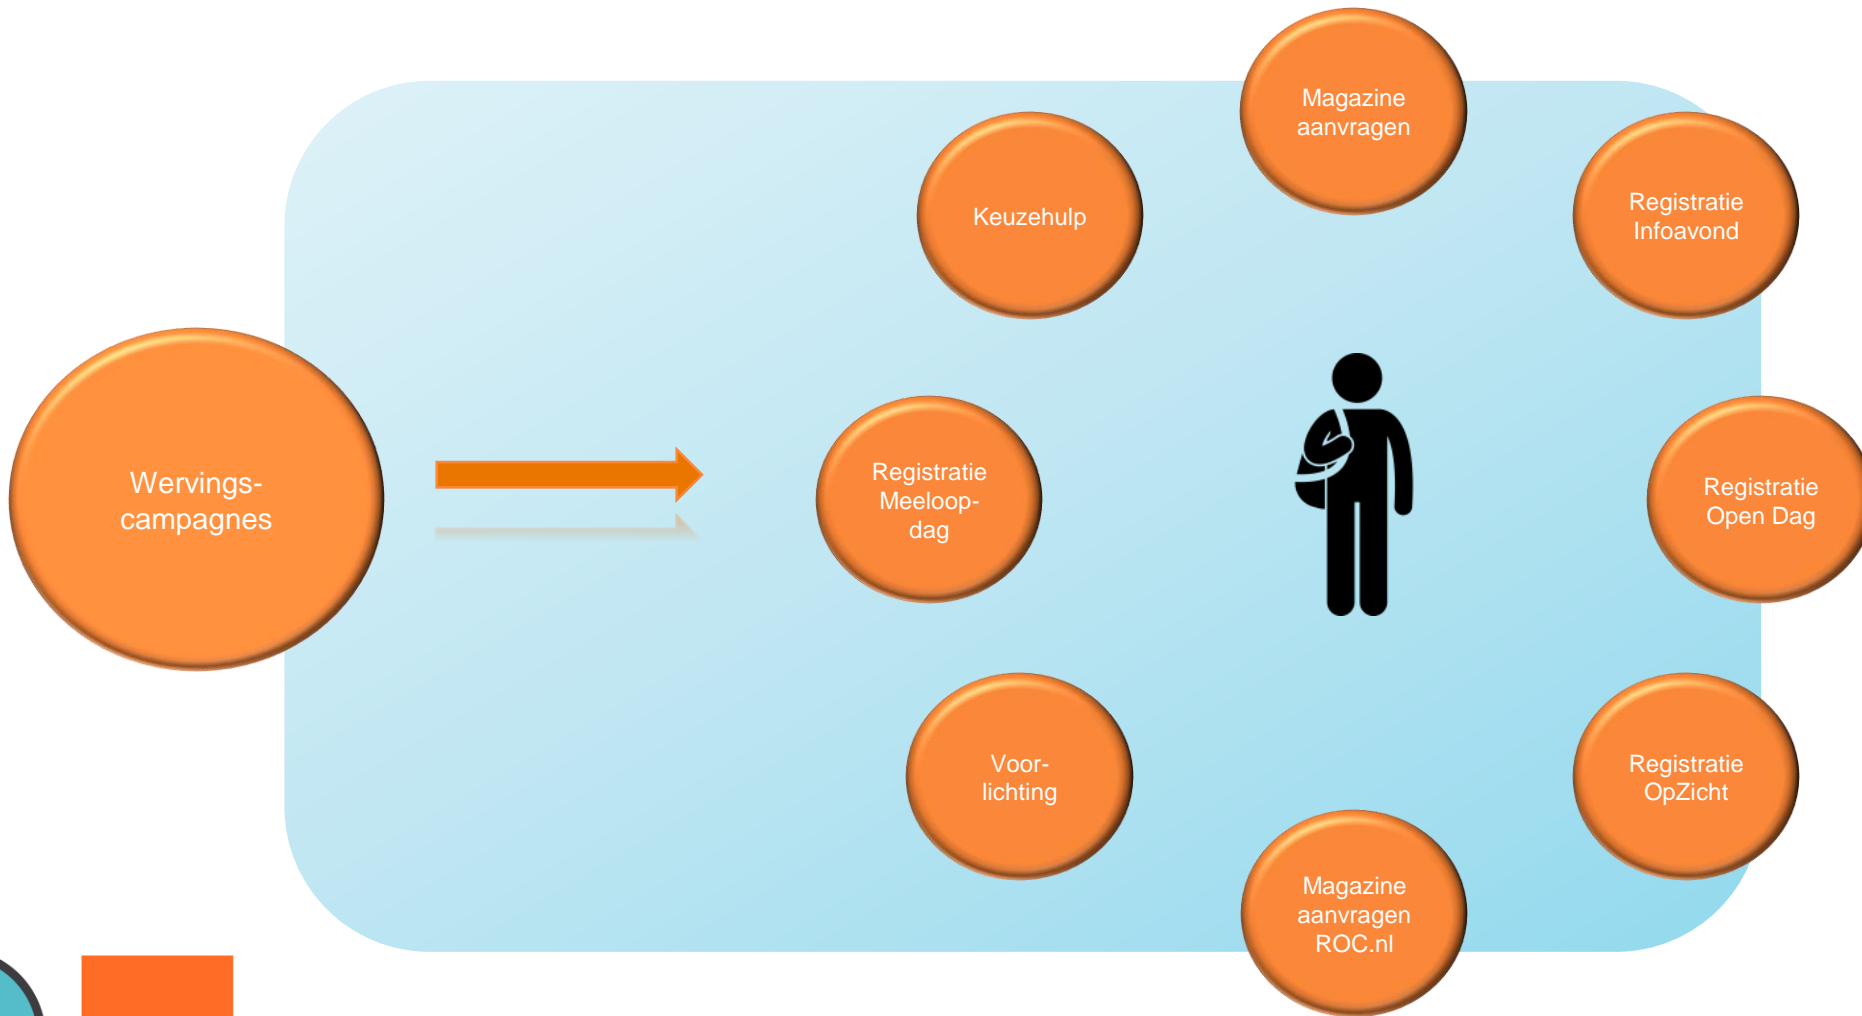 Magazine
aanvragen
Keuzehulp
Registratie
Infoavond
Wervings-
campagnes
Registratie
Meeloop-
dag
Registratie
Open Dag
Voor-
lichting
Registratie
OpZicht
Magazine
aanvragen
ROC.nl